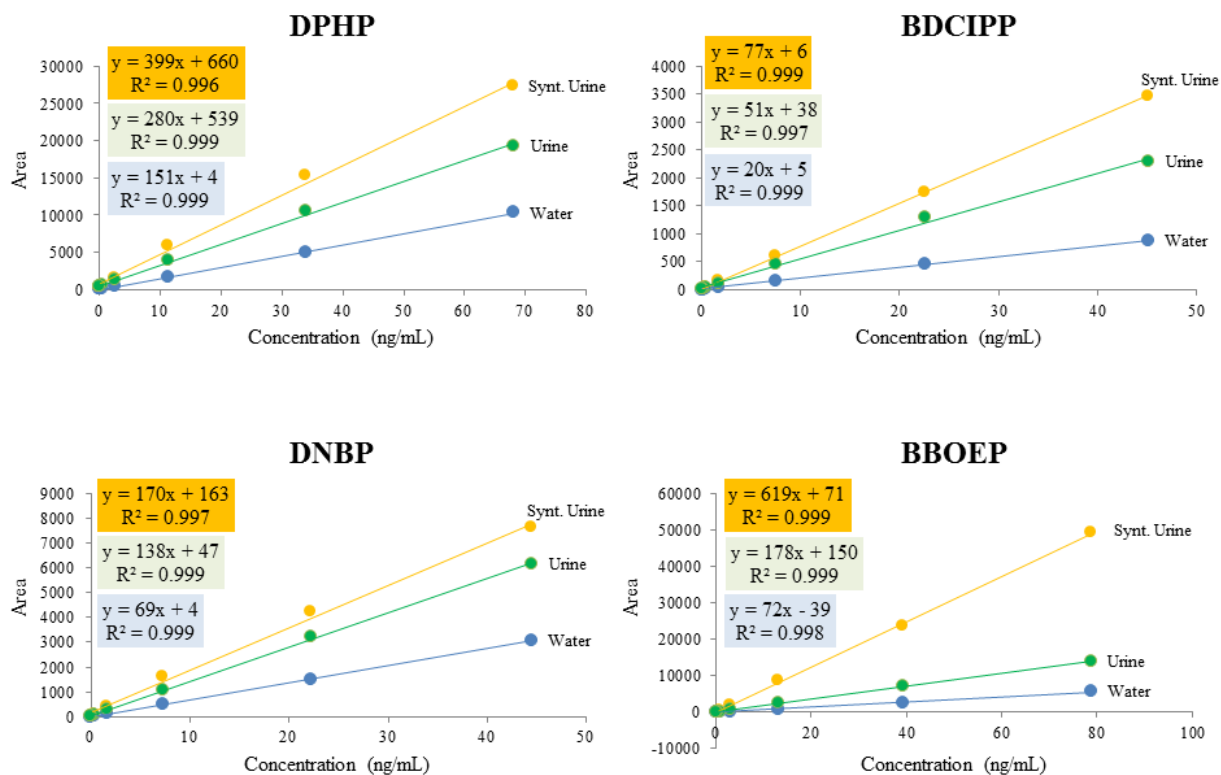 DPHP
y = 399x + 660
R² = 0.996
y = 280x + 539
R² = 0.999
y = 151x + 4
R² = 0.999
Synt. Urine
Urine
Water
Area
30000
25000
20000
15000
10000
5000
0
0 10 20 30 40 50 60 70 80
Concentration (ng/mL)
BDCIPP
y = 77x + 6
R² = 0.999
y = 51x + 38
R² = 0.997
y = 20x + 5
R² = 0.999
Synt. Urine
Urine
Water
Area
4000
3500
3000
2500
2000
1500
1000
500
0
0 10 20 30 40 50
Concentration (ng/mL)
DNBP
y = 170x + 163
R² = 0.997
y = 138x + 47
R² = 0.999
y = 69x + 4
R² = 0.999
Synt. Urine
Urine
Water
Area
9000
8000
7000
6000
5000
4000
3000
2000
1000
0
0 10 20 30 40 50
Concentration (ng/mL)
BBOEP
y = 619x + 71
R² = 0.999
y = 178x + 150
R² = 0.999
y = 72x - 39
R² = 0.998
Synt. Urine
Urine
Water
Area
60000
50000
40000
30000
20000
10000
0
-10000
0 20 40 60 80 100
Concentration (ng/mL)